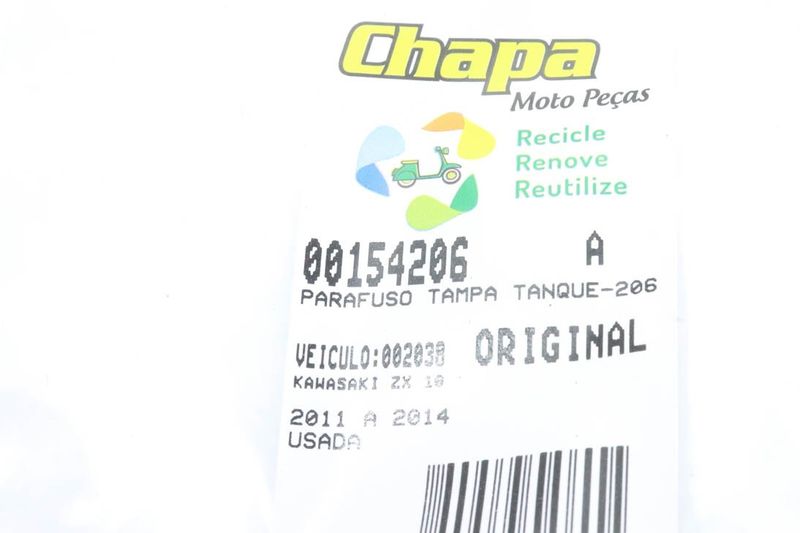 Chapa
Moto Peças
Recicle
Renove
Reutilize
00154206 A
PARAFUSO TAMPA TANQUE-206
VEICULO:002038 ORIGINAL
KAWASAKI ZX 10
2011 A 2014
USADA